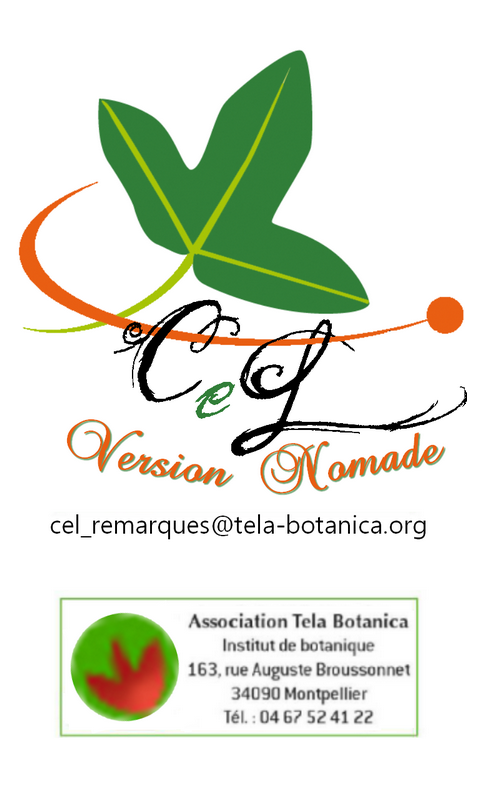 CeL
Version Nomade
cel_remarques@tela-botanica.org
Association Tela Botanica
Institut de botanique
163, rue Auguste Broussonnet
34090 Montpellier
Tél. : 04 67 52 41 22